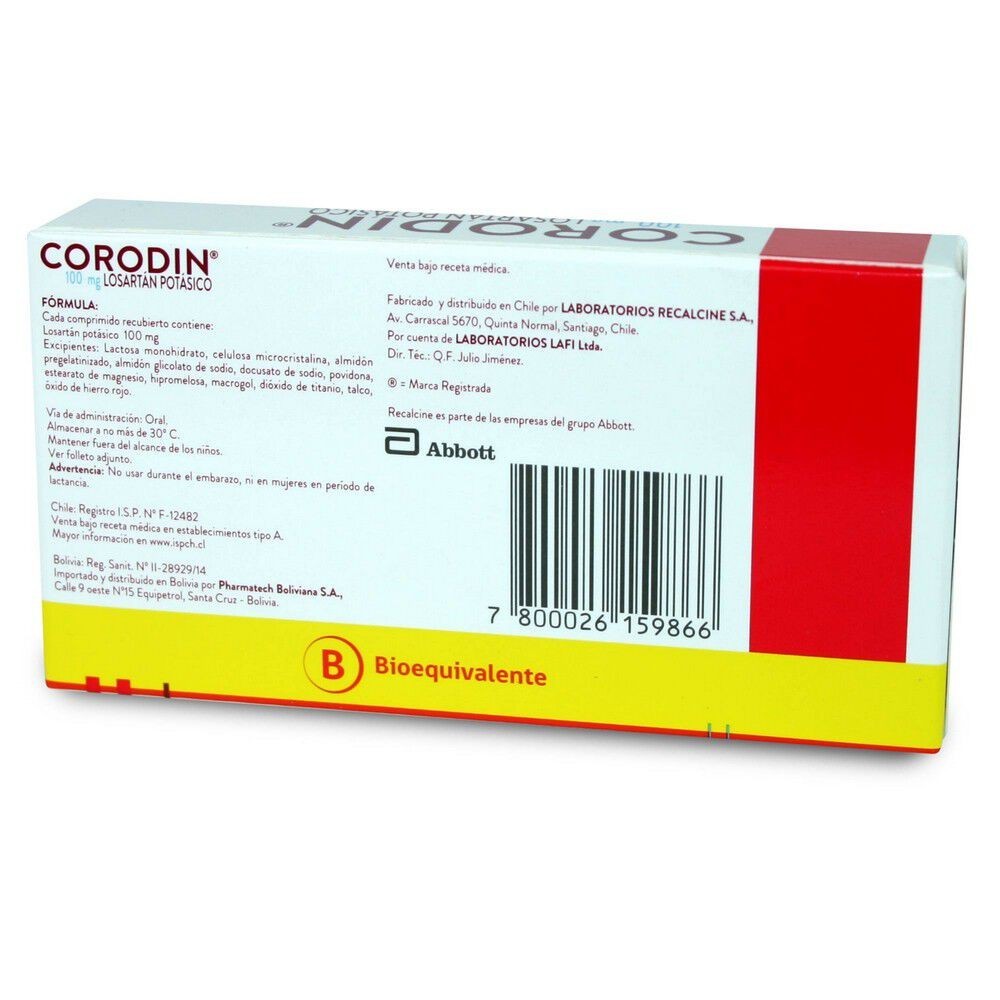 CORODIN®
100 mg LOSARTÁN POTÁSICO
CORODIN®
100 mg LOSARTÁN POTÁSICO
FÓRMULA:
Cada comprimido recubierto contiene:
Losartán potásico 100 mg
Excipientes: Lactosa monohidrato, celulosa microcristalina, almidón
pregelatinizado, almidón glicolato de sodio, docusato de sodio, povidona,
estearato de magnesio, hipromelosa, macrogol, dióxido de titanio, talco,
óxido de hierro rojo.
Vía de administración: Oral.
Almacenar a no más de 30° C.
Mantener fuera del alcance de los niños.
Ver folleto adjunto.
Advertencia: No usar durante el embarazo, ni en mujeres en período de
lactancia.
Chile: Registro I.S.P. N° F-12482
Venta bajo receta médica en establecimientos tipo A.
Mayor información en www.ispch.cl
Bolivia: Reg. Sanit. N° II-28929/14
Importado y distribuido en Bolivia por Pharmatech Boliviana S.A.,
Calle 9 oeste N°15 Equipetrol, Santa Cruz - Bolivia.
Venta bajo receta médica.
Fabricado y distribuido en Chile por LABORATORIOS RECALCINE S.A.,
Av. Carrascal 5670, Quinta Normal, Santiago, Chile.
Por cuenta de LABORATORIOS LAFI Ltda.
Dir. Téc.: Q.F. Julio Jiménez.
® = Marca Registrada
Recalcine es parte de las empresas del grupo Abbott.
Abbott
7 800026 159866
B Bioequivalente